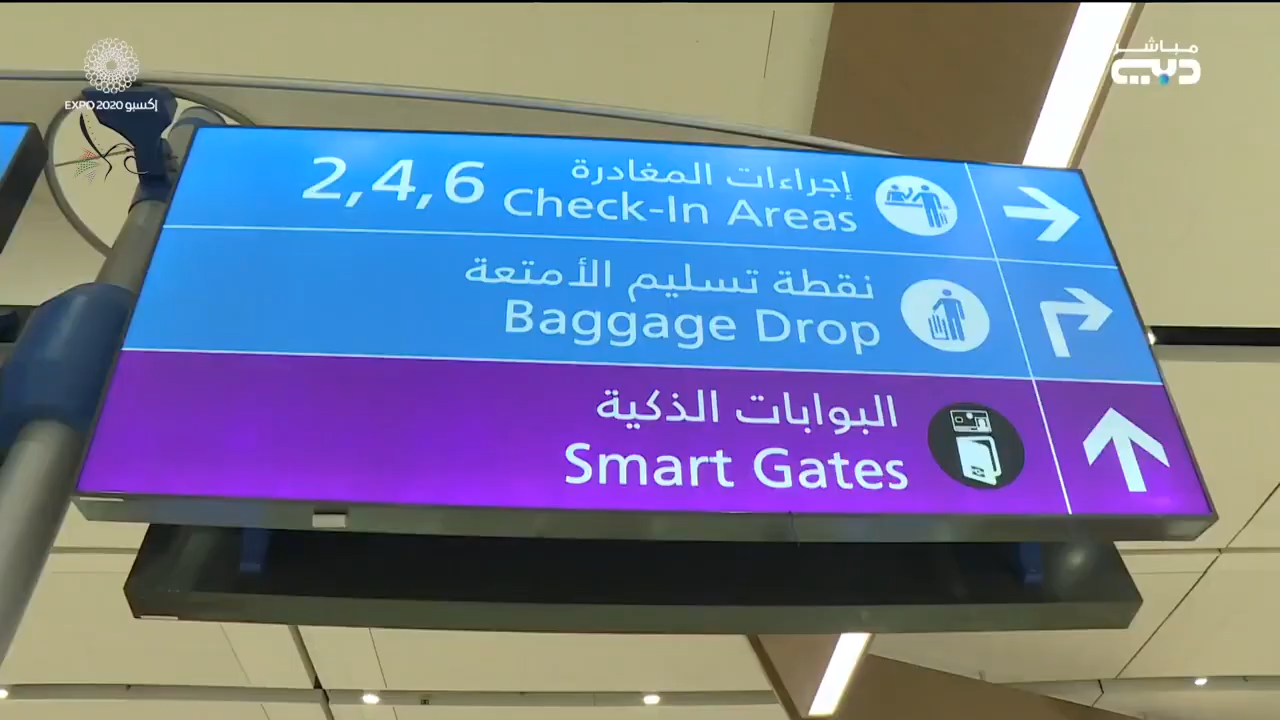 EXPO 2020 إكسبو
مباشر
دبي
إجراءات المغادرة
2,4,6 Check-In Areas
نقطة تسليم الأمتعة
Baggage Drop
البوابات الذكية
Smart Gates